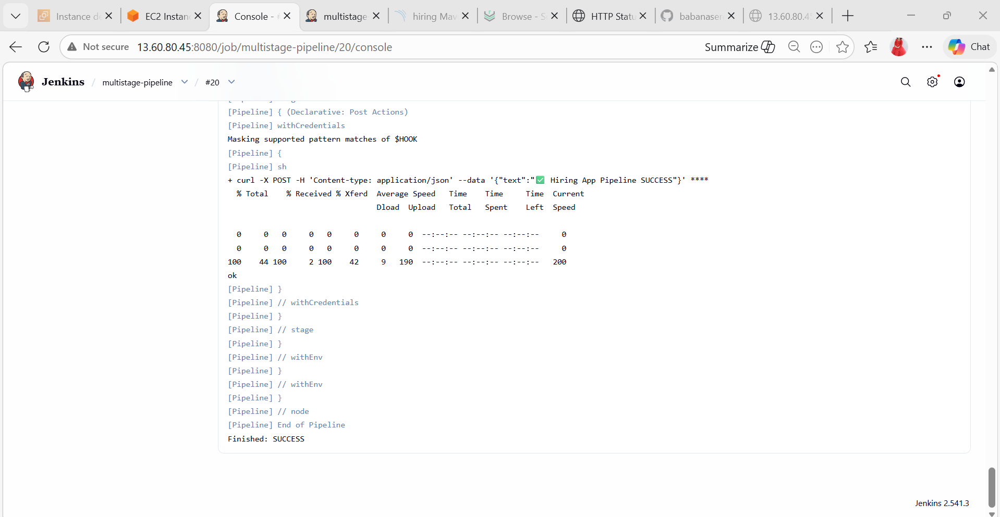 Instance de
EC2 Instan
Console - #
multistage-
hiring Mav
Browse - S
HTTP Statu
babanasen
13.60.80.45
Not secure
13.60.80.45:8080/job/multistage-pipeline/20/console
Summarize
Chat
Jenkins / multistage-pipeline / #20
[Pipeline] { (Declarative: Post Actions)
[Pipeline] withCredentials
Masking supported pattern matches of $HOOK
[Pipeline] {
[Pipeline] sh
+ curl -X POST -H 'Content-type: application/json' --data '{"text":"✅ Hiring App Pipeline SUCCESS"}' ****
% Total % Received % Xferd Average Speed Time Time Time Current
Dload Upload Total Spent Left Speed
0 0 0 0 0 0 0 0 --:--:-- --:--:-- --:--:-- 0
0 0 0 0 0 0 0 0 --:--:-- --:--:-- --:--:-- 0
100 44 100 2 100 42 9 190 --:--:-- --:--:-- --:--:-- 200
ok
[Pipeline] }
[Pipeline] // withCredentials
[Pipeline] }
[Pipeline] // stage
[Pipeline] }
[Pipeline] // withEnv
[Pipeline] }
[Pipeline] // withEnv
[Pipeline] }
[Pipeline] // node
[Pipeline] End of Pipeline
Finished: SUCCESS
Jenkins 2.541.3